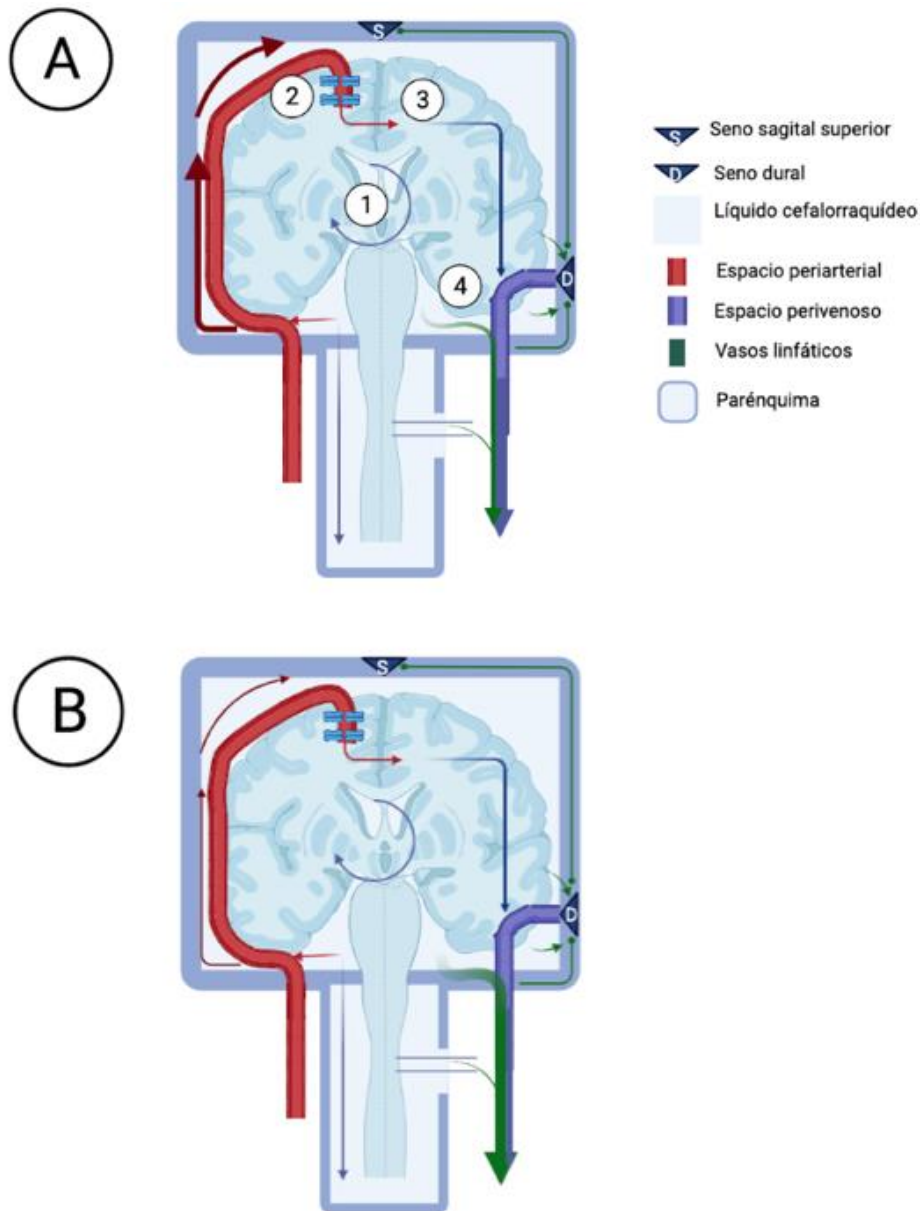 A
S
2
3
1
4
D
S
Seno sagital superior
D
Seno dural
Líquido cefalorraquídeo
Espacio periarterial
Espacio perivenoso
Vasos linfáticos
Parénquima
B
S
D